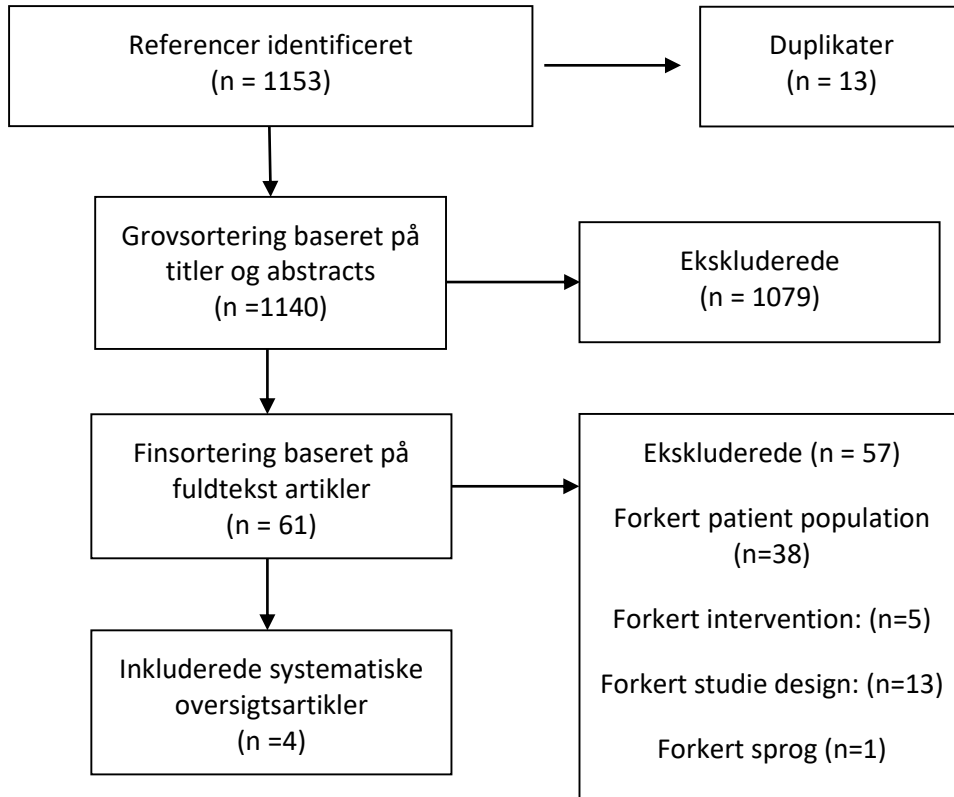 Referencer identificeret
(n = 1153)
Duplikater
(n = 13)
Grovsortering baseret på
titler og abstracts
(n =1140)
Ekskluderede
(n = 1079)
Finsortering baseret på
fuldtekst artikler
(n = 61)
Ekskluderede (n = 57)
Forkert patient population
(n=38)
Forkert intervention: (n=5)
Forkert studie design: (n=13)
Forkert sprog (n=1)
Inkluderede systematiske
oversigtsartikler
(n =4)